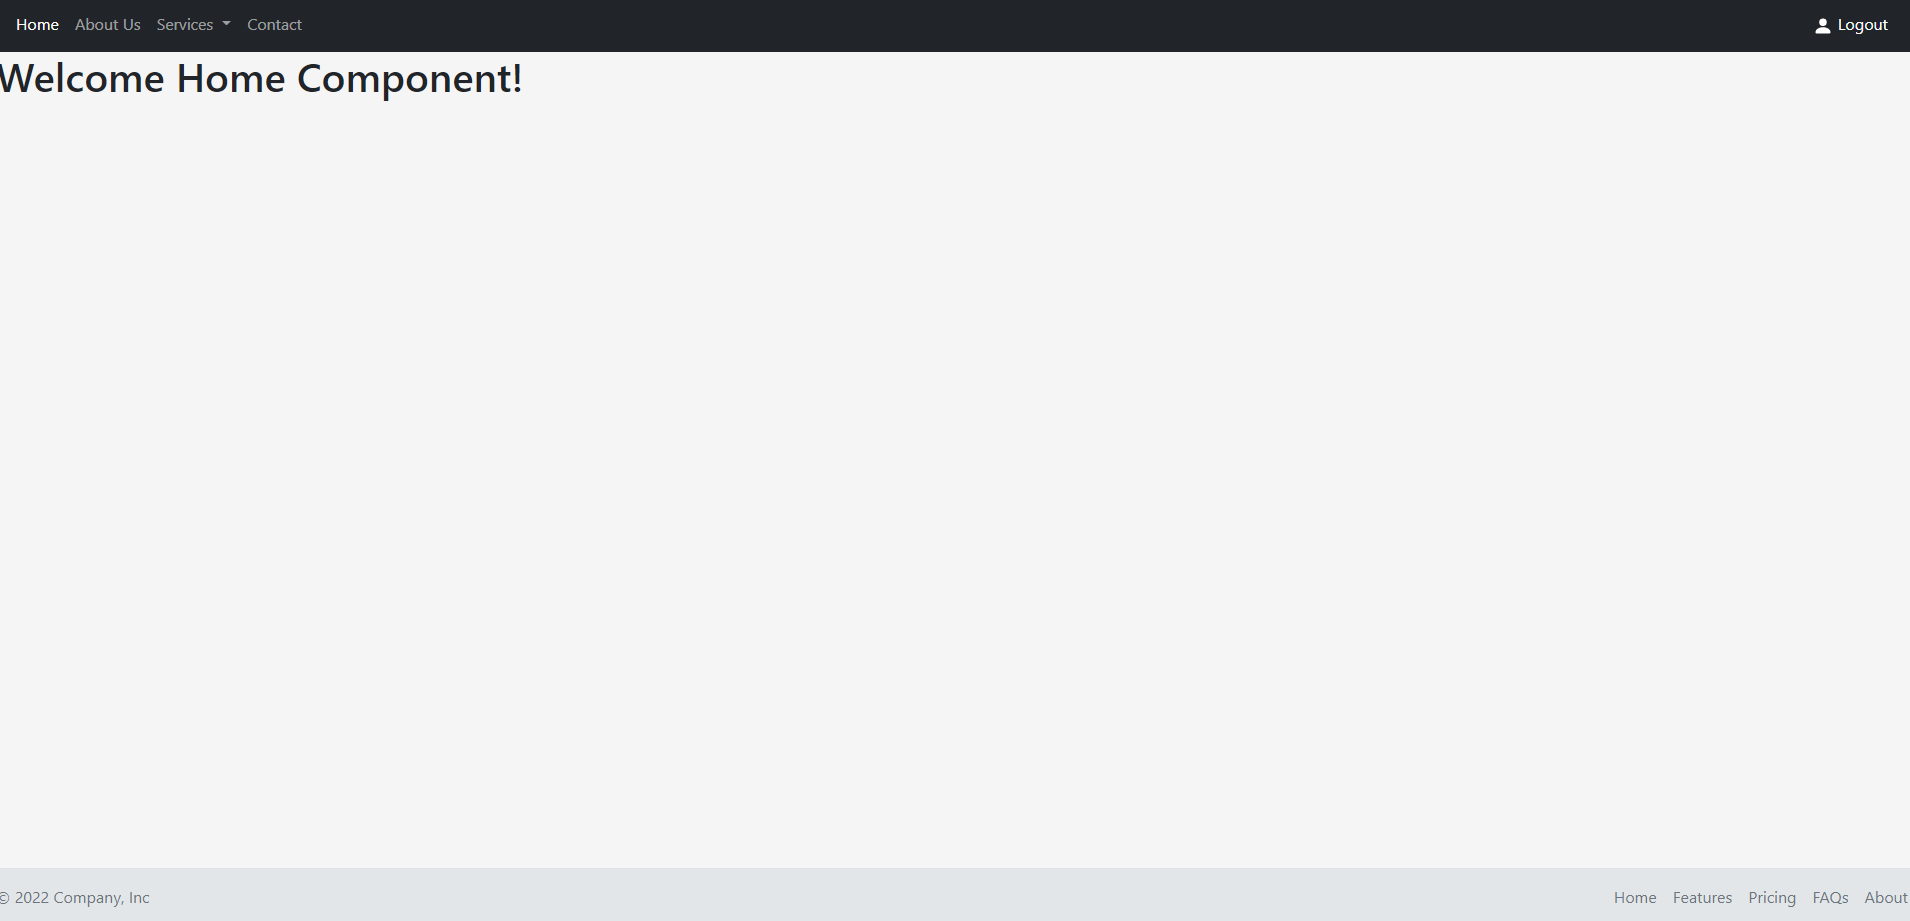 Home About Us Services Contact Logout
Welcome Home Component!
© 2022 Company, Inc Home Features Pricing FAQs About